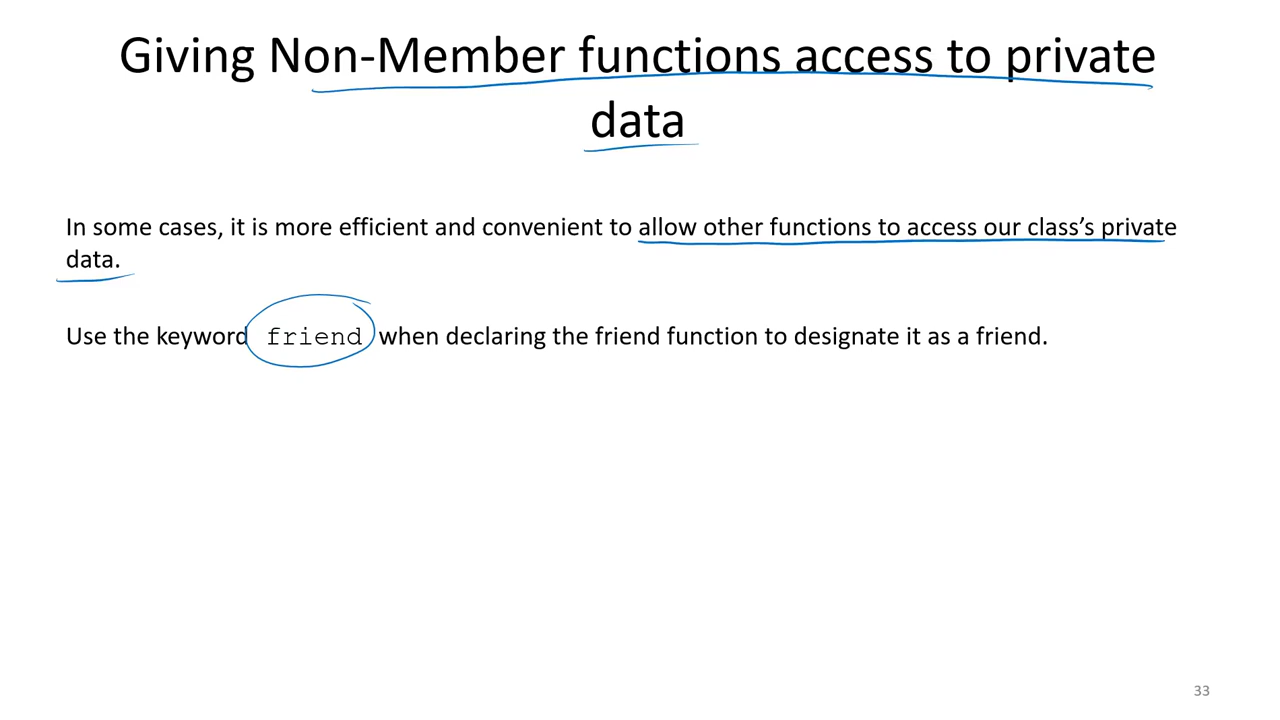 Giving Non-Member functions access to private
data
In some cases, it is more efficient and convenient to allow other functions to access our class’s private
data.
Use the keyword friend when declaring the friend function to designate it as a friend.
33